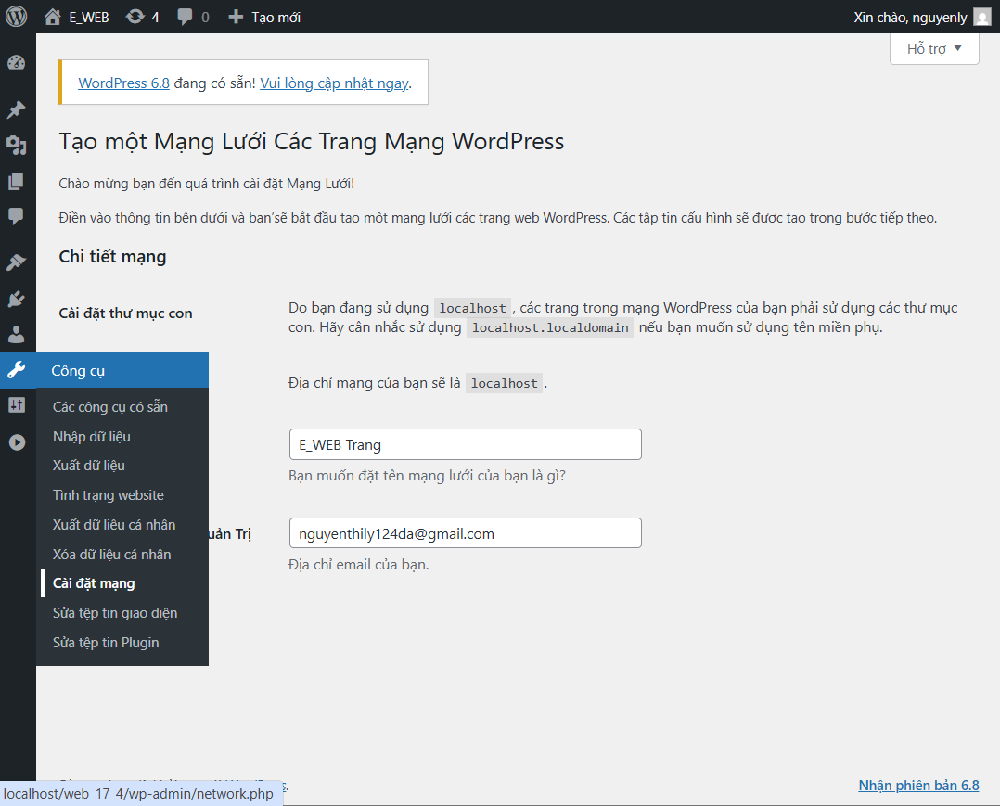 E_WEB 4 0 Tạo mới Xin chào, nguyenly
Hỗ trợ
WordPress 6.8 đang có sẵn! Vui lòng cập nhật ngay.
Tạo một Mạng Lưới Các Trang Mạng WordPress
Chào mừng bạn đến quá trình cài đặt Mạng Lưới!
Điền vào thông tin bên dưới và bạn’sẽ bắt đầu tạo một mạng lưới các trang web WordPress. Các tập tin cấu hình sẽ được tạo trong bước tiếp theo.
Chi tiết mạng
Cài đặt thư mục con
Do bạn đang sử dụng localhost, các trang trong mạng WordPress của bạn phải sử dụng các thư mục
con. Hãy cân nhắc sử dụng localhost.localdomain nếu bạn muốn sử dụng tên miền phụ.
Địa chỉ mạng của bạn sẽ là localhost.
E_WEB Trang
Bạn muốn đặt tên mạng lưới của bạn là gì?
uản Trị
nguyenthily124da@gmail.com
Địa chỉ email của bạn.
Công cụ
Các công cụ có sẵn
Nhập dữ liệu
Xuất dữ liệu
Tình trạng website
Xuất dữ liệu cá nhân
Xóa dữ liệu cá nhân
Cài đặt mạng
Sửa tệp tin giao diện
Sửa tệp tin Plugin
localhost/web_17_4/wp-admin/network.php
Nhận phiên bản 6.8